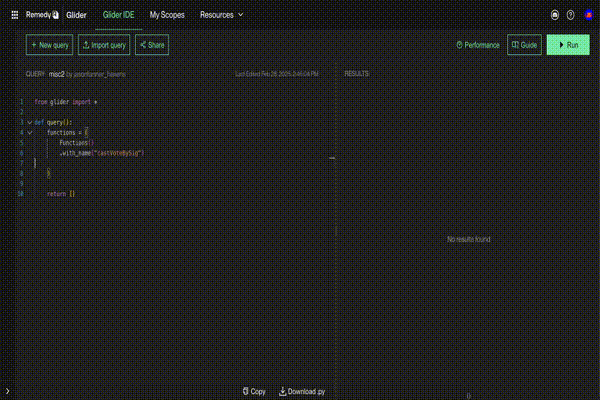 Remedy Glider Glider IDE My Scopes Resources
+ New query Import query Share Performance Guide Run
QUERY misc2 by jasontanner_havens Last Edited Feb 28, 2025, 2:46:04 PM RESULTS
1 from glider import *
2
3 def query():
4 functions = (
5 Functions()
6 .with_name("castVoteBySig")
7
8 )
9
10 return []
No results found
Copy Download .py